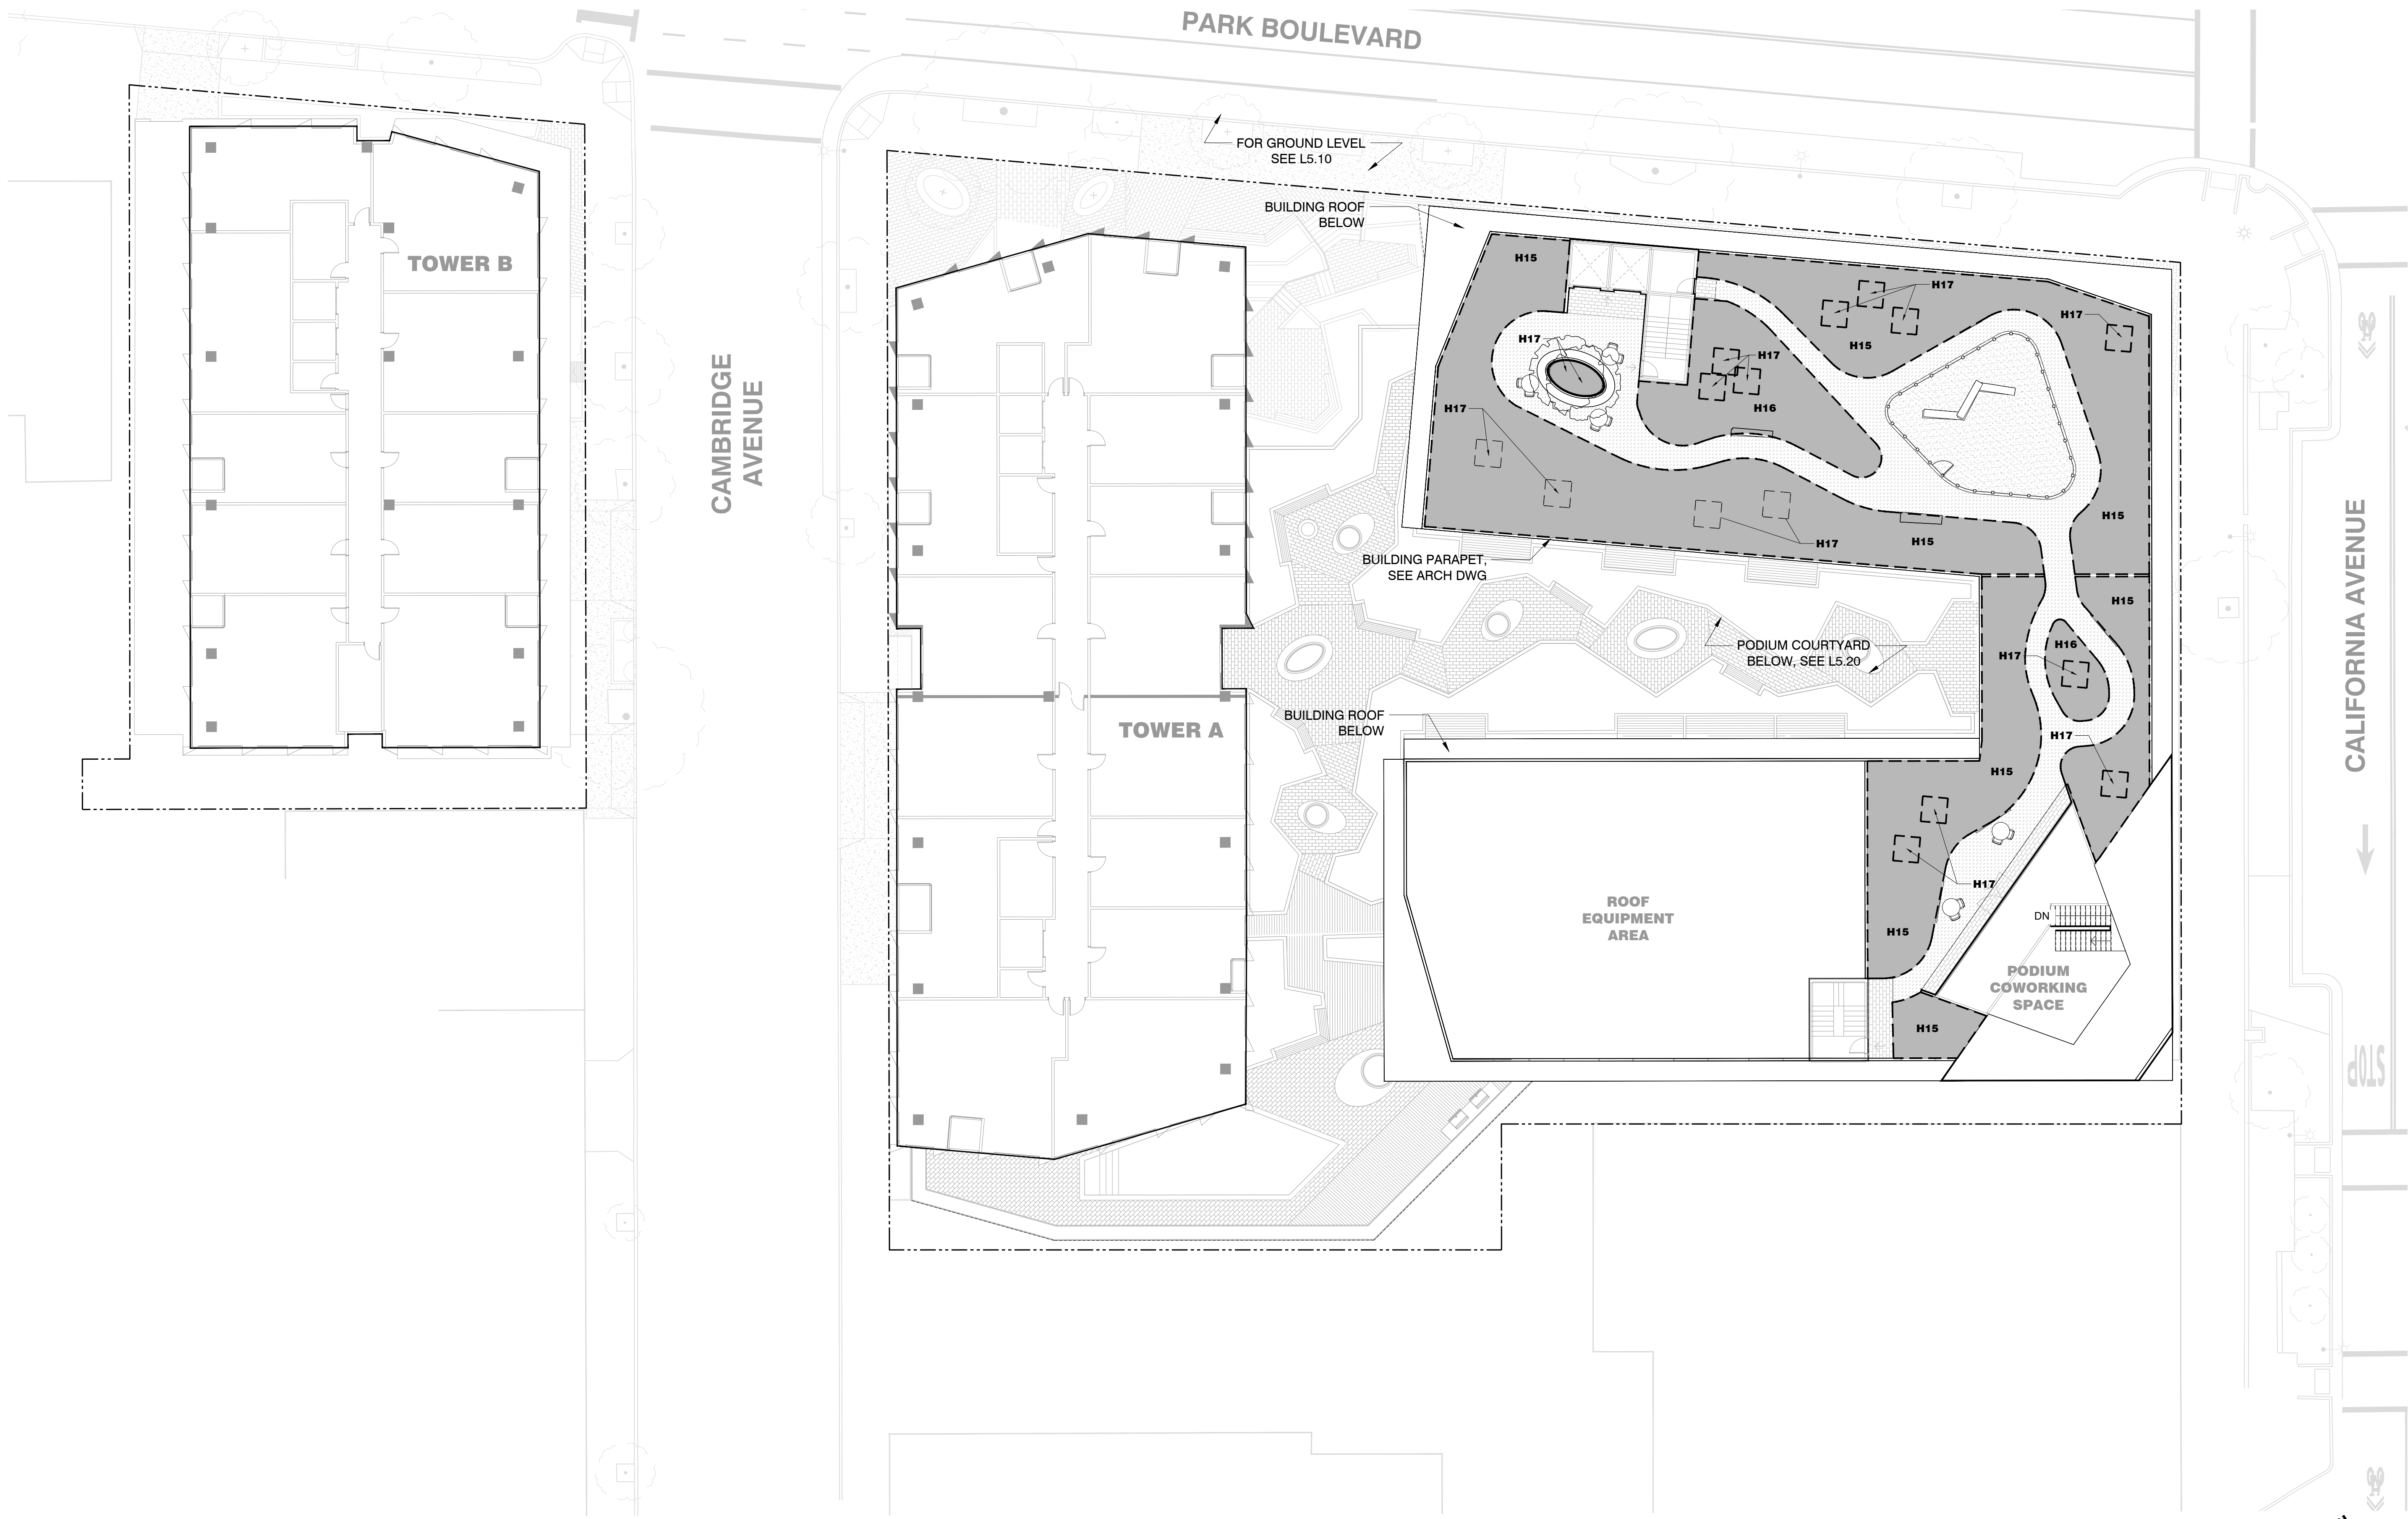 PARK BOULEVARD
FOR GROUND LEVEL
SEE L5.10
BUILDING ROOF
BELOW
TOWER B
CAMBRIDGE
AVENUE
H15
H17
H17
H15
H17
H17
H17
H16
H17
H15
H15
H17
BUILDING PARAPET,
SEE ARCH DWG
H15
H16
H17
PODIUM COURTYARD
BELOW, SEE L5.20
CALIFORNIA AVENUE
BUILDING ROOF
BELOW
TOWER A
H17
H15
H17
ROOF
EQUIPMENT
AREA
DN
H15
PODIUM
COWORKING
SPACE
H15
STOP